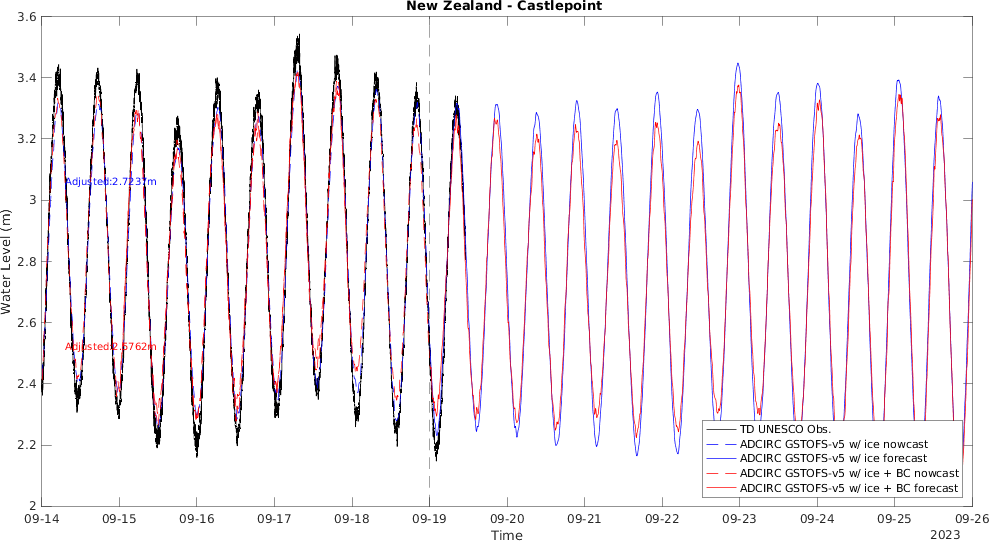 New Zealand - Castlepoint
3.6
3.4
3.2
3
2.8
2.6
2.4
2.2
2
Water Level (m)
Adjusted:2.7237m
Adjusted:2.6762m
TD UNESCO Obs.
ADCIRC GSTOFS-v5 w/ ice nowcast
ADCIRC GSTOFS-v5 w/ ice forecast
ADCIRC GSTOFS-v5 w/ ice + BC nowcast
ADCIRC GSTOFS-v5 w/ ice + BC forecast
09-14 09-15 09-16 09-17 09-18 09-19 09-20 09-21 09-22 09-23 09-24 09-25 09-26
Time
2023